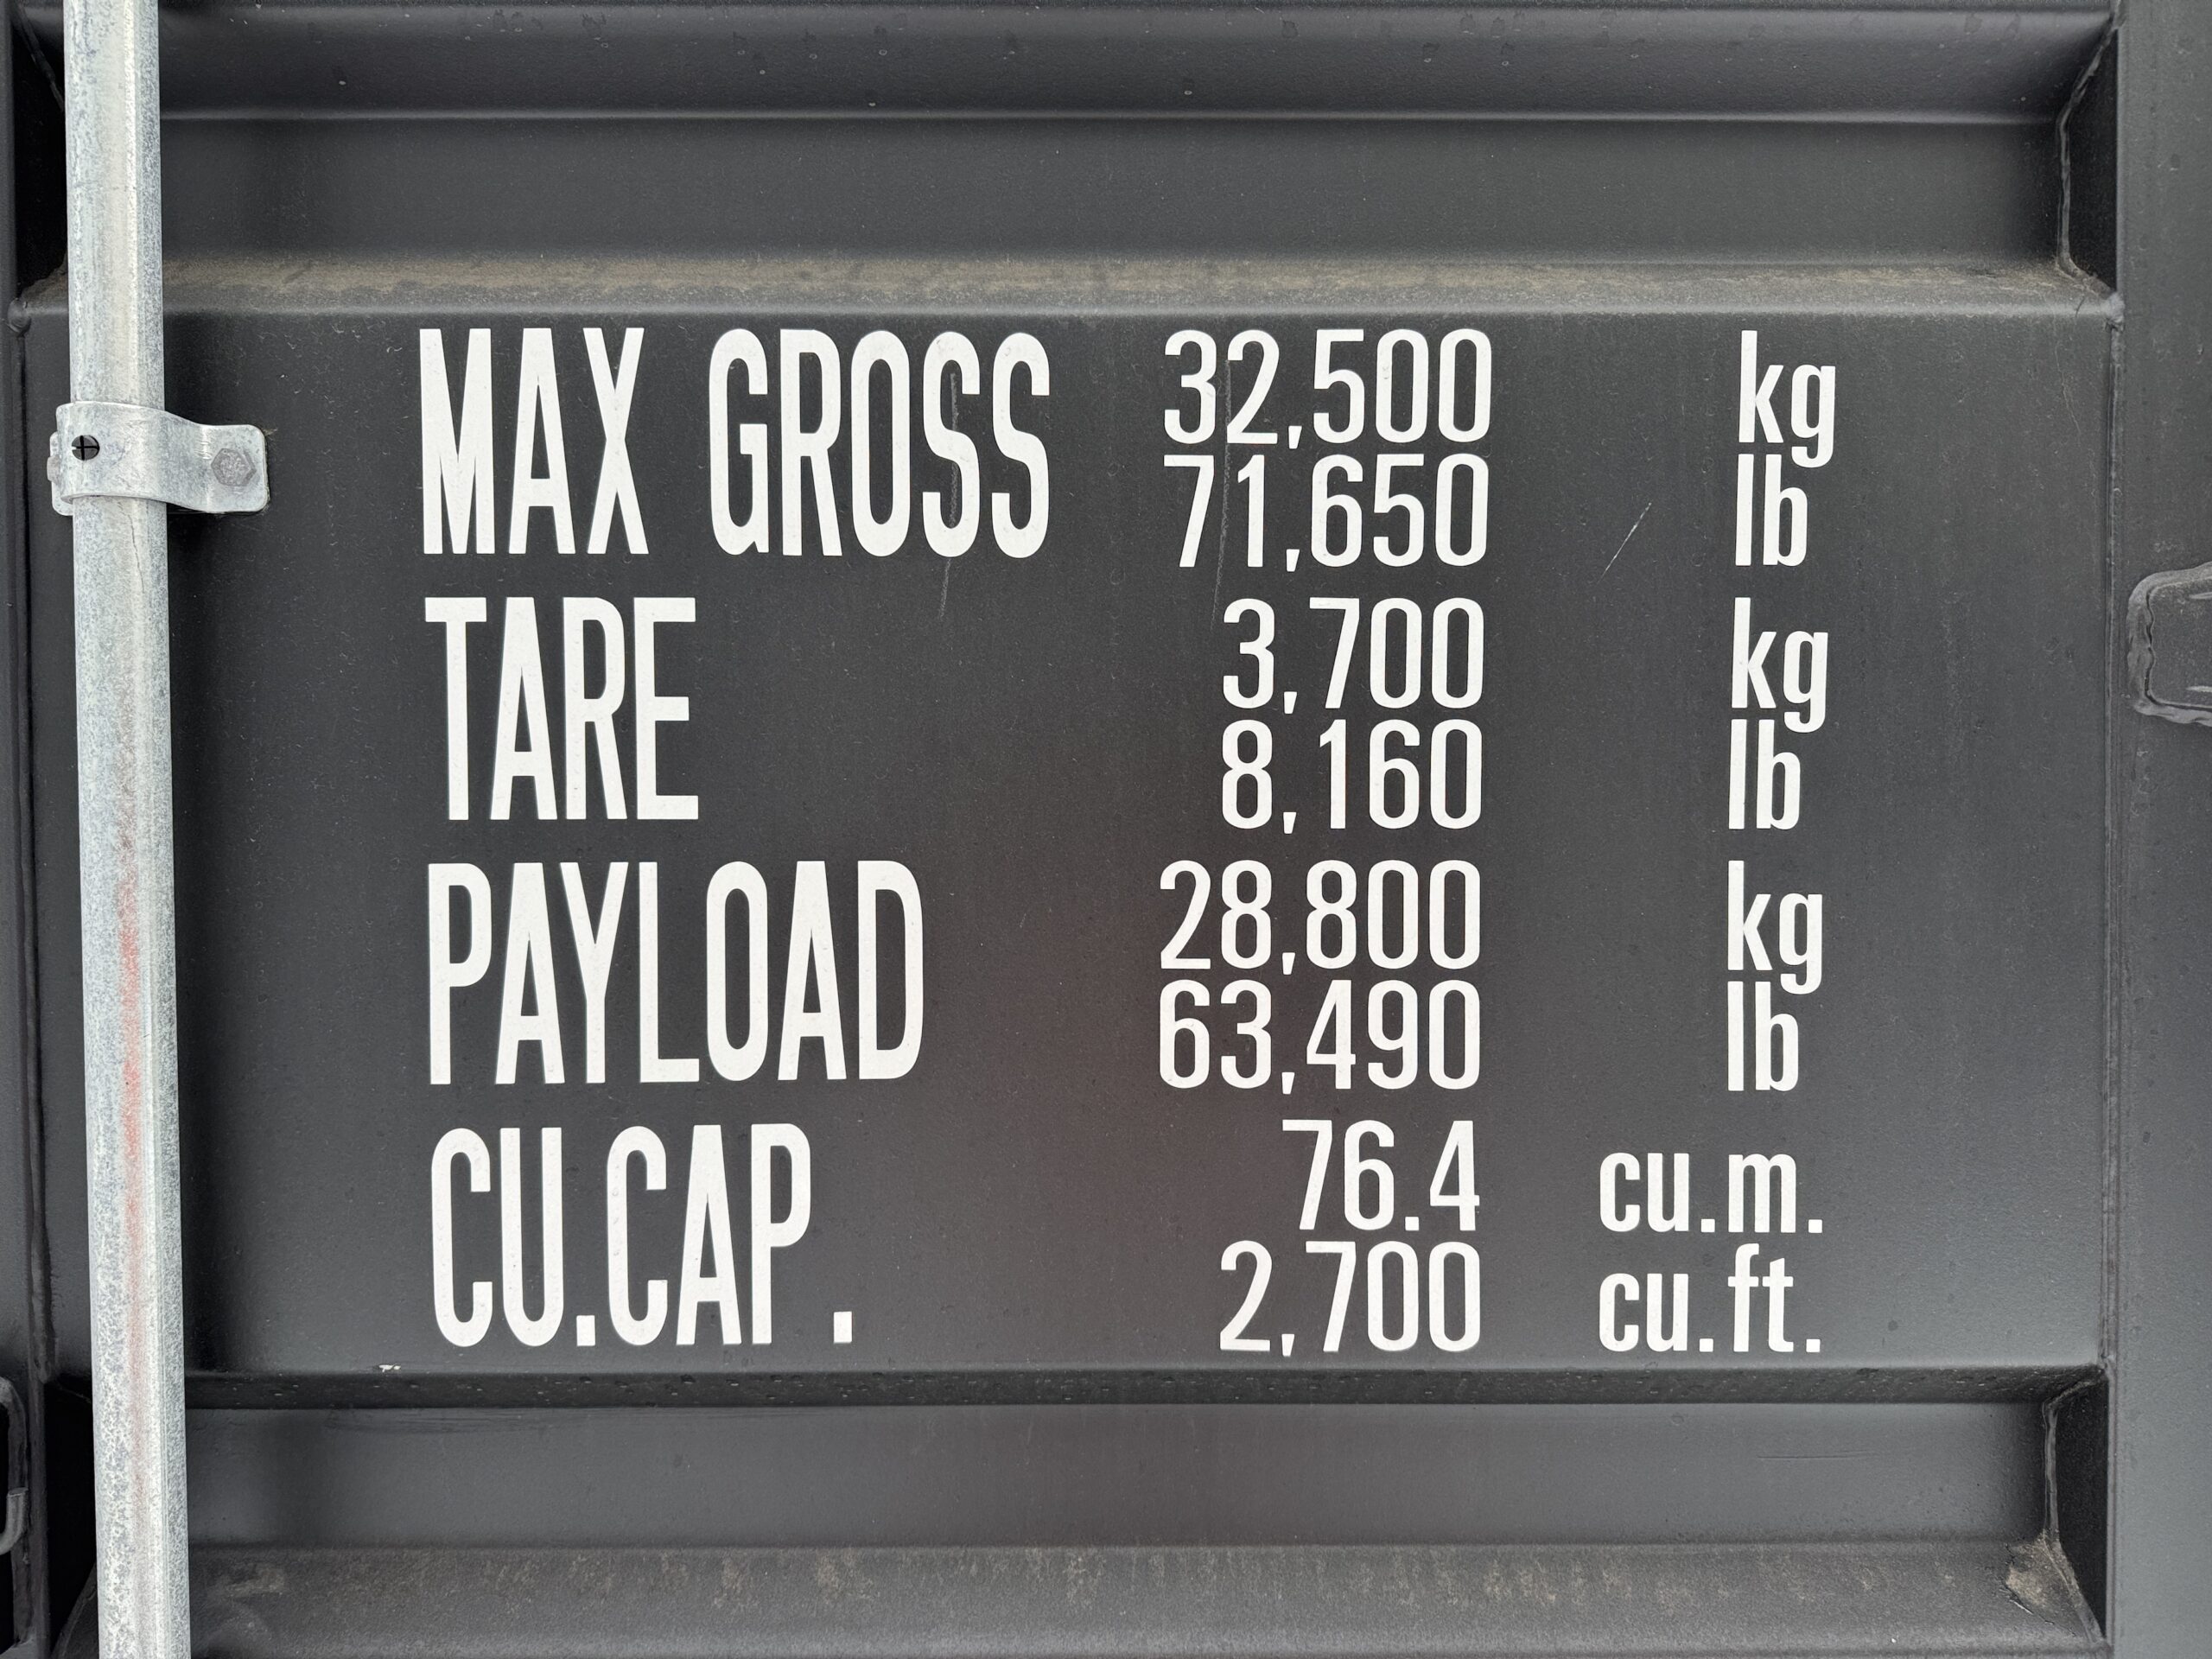 MAX GROSS 32,500 kg
71,650 lb
TARE 3,700 kg
8,160 lb
PAYLOAD 28,800 kg
63,490 lb
CU.CAP. 76.4 cu.m.
2,700 cu.ft.